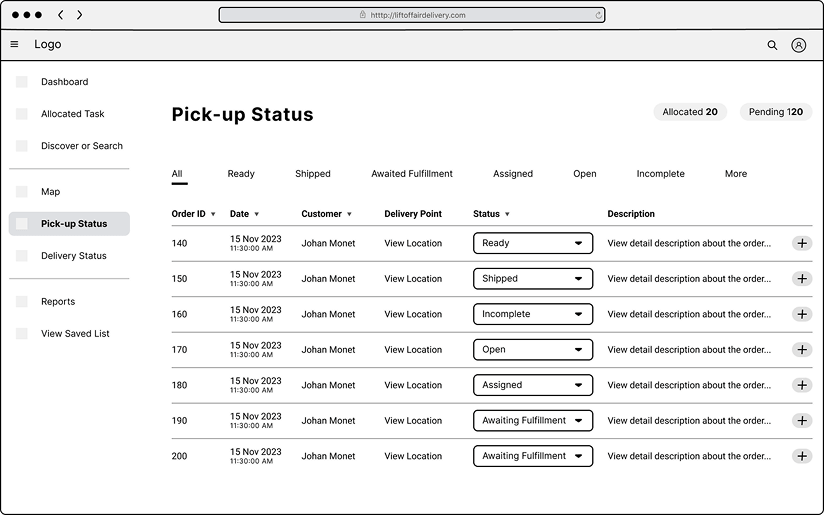 htttp://liftoffairdelivery.com
Logo
Dashboard
Allocated Task
Discover or Search
Map
Pick-up Status
Delivery Status
Reports
View Saved List
Pick-up Status
Allocated 20
Pending 120
All Ready Shipped Awaited Fulfillment Assigned Open Incomplete More
Order ID Date Customer Delivery Point Status Description
140 15 Nov 2023 Johan Monet View Location Ready View detail description about the order...
11:30:00 AM
150 15 Nov 2023 Johan Monet View Location Shipped View detail description about the order...
11:30:00 AM
160 15 Nov 2023 Johan Monet View Location Incomplete View detail description about the order...
11:30:00 AM
170 15 Nov 2023 Johan Monet View Location Open View detail description about the order...
11:30:00 AM
180 15 Nov 2023 Johan Monet View Location Assigned View detail description about the order...
11:30:00 AM
190 15 Nov 2023 Johan Monet View Location Awaiting Fulfillment View detail description about the order...
11:30:00 AM
200 15 Nov 2023 Johan Monet View Location Awaiting Fulfillment View detail description about the order...
11:30:00 AM